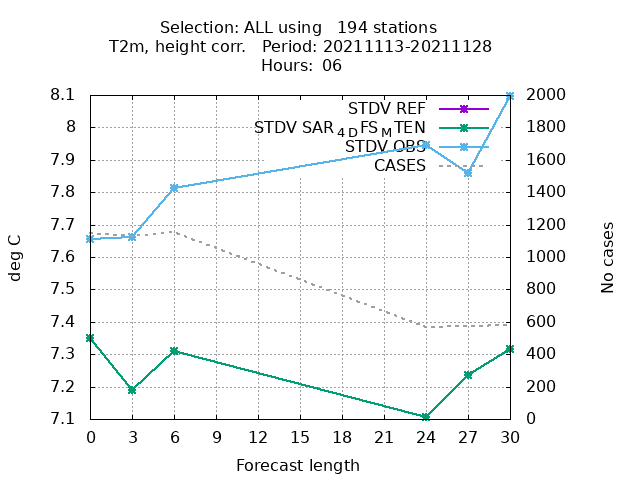 Selection: ALL using   194 stations
T2m, height corr.   Period: 20211113-20211128
Hours: 06
STDV REF
STDV SAR4DFSMTEN
STDV OBS
CASES
8.1
8
7.9
7.8
7.7
7.6
7.5
7.4
7.3
7.2
7.1
2000
1800
1600
1400
1200
1000
800
600
400
200
0
deg C
No cases
0 3 6 9 12 15 18 21 24 27 30
Forecast length